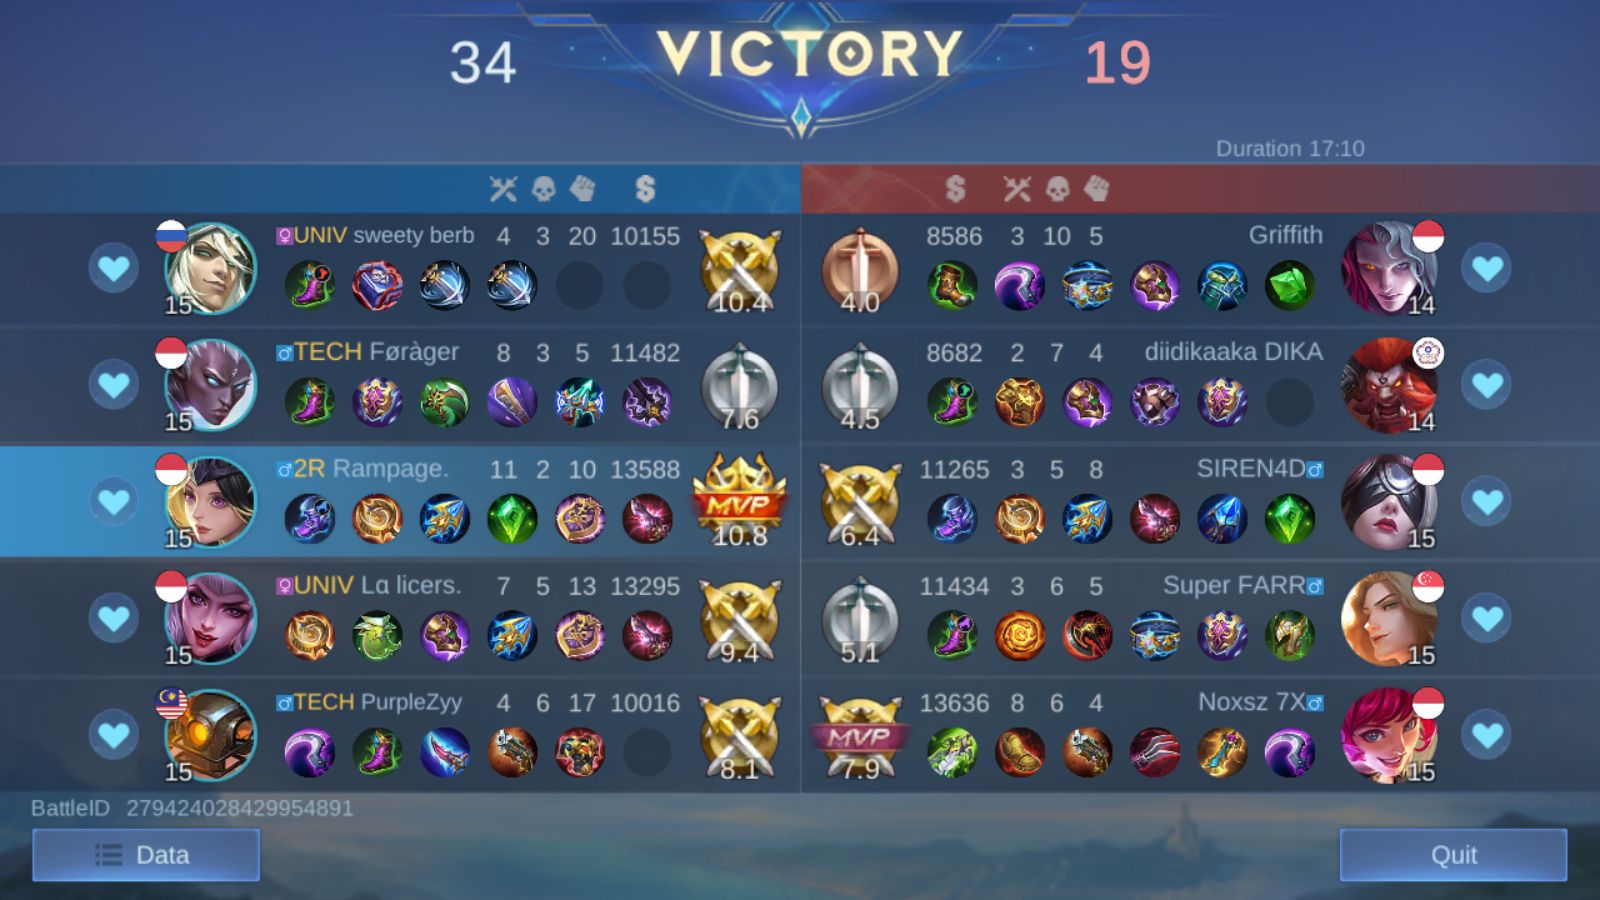 34 VICTORY 19
Duration 17:10
UNIV sweety berb 4 3 20 10155
15 10.4
8586 3 10 5 Griffith
4.0 14
TECH Føràger 8 3 5 11482
15 7.6
8682 2 7 4 diidikaaka DIKA
4.5 14
2R Rampage. 11 2 10 13588
MVP
15 10.8
11265 3 5 8 SIREN4D
6.4 15
UNIV Lα licers. 7 5 13 13295
15 9.4
11434 3 6 5 Super FARR
5.1 15
TECH PurpleZyy 4 6 17 10016
15 8.1
13636 8 6 4 Noxsz 7X
MVP
7.9 15
BattleID 279424028429954891
Data
Quit